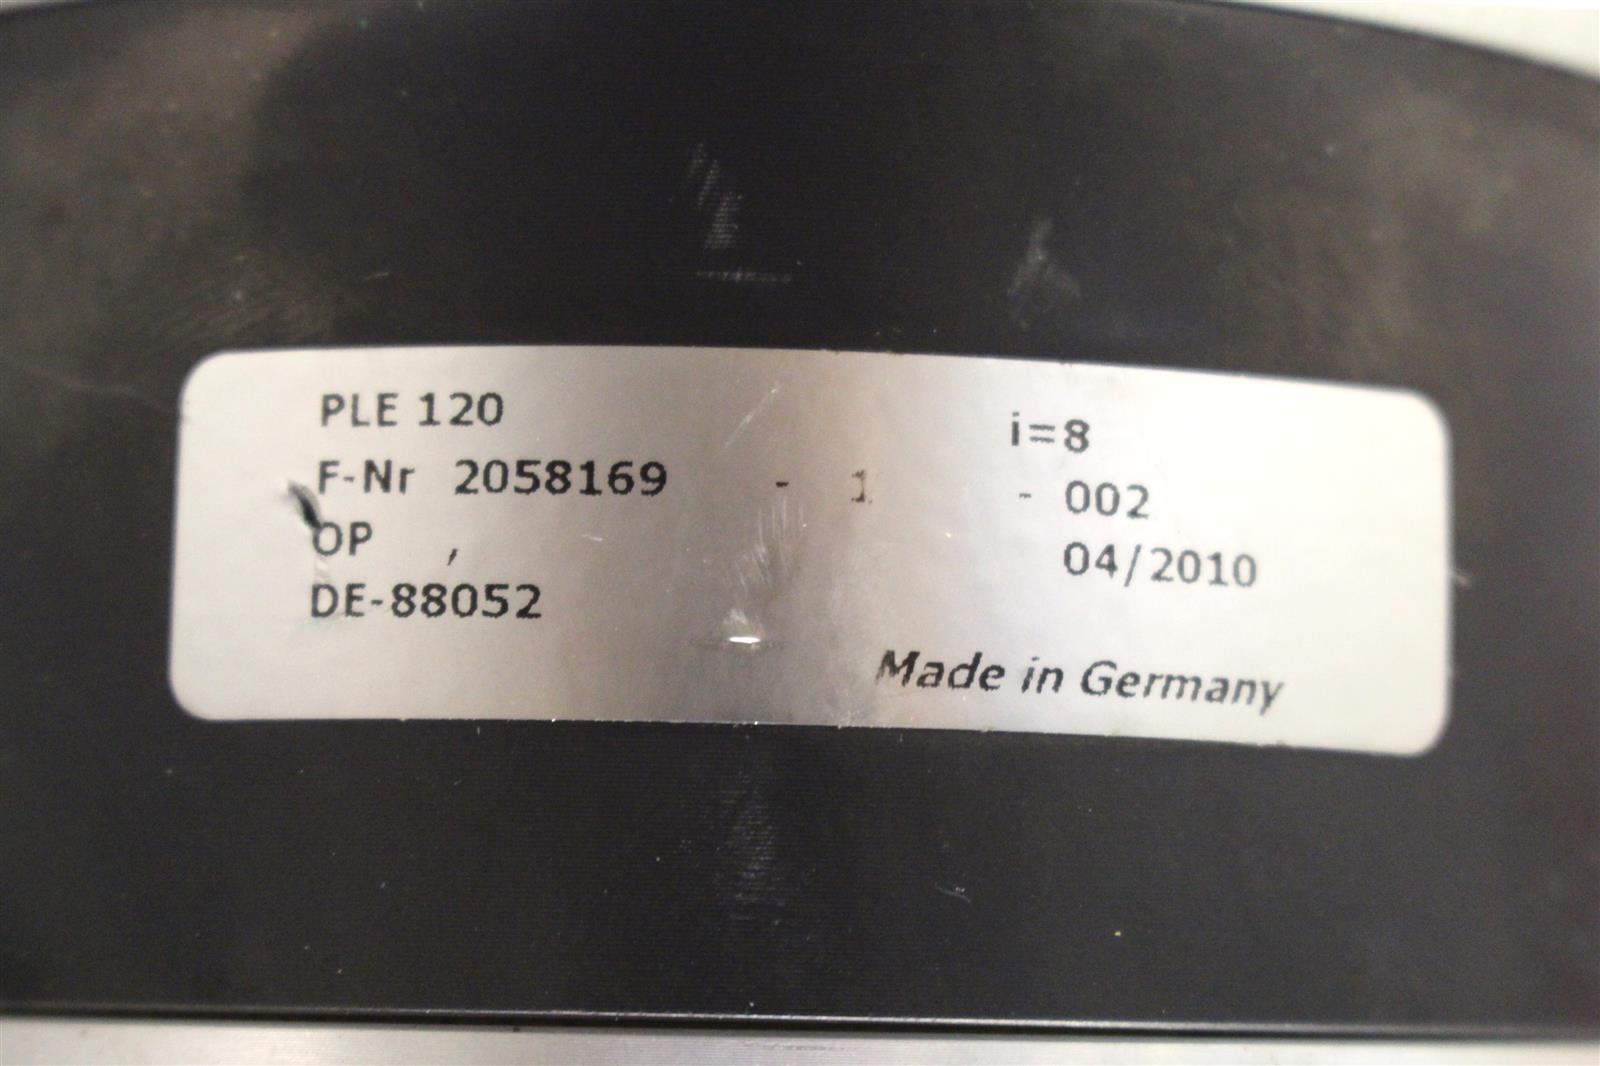 PLE 120 i=8
F-Nr 2058169 - 1 - 002
OP , 04/2010
DE-88052
Made in Germany